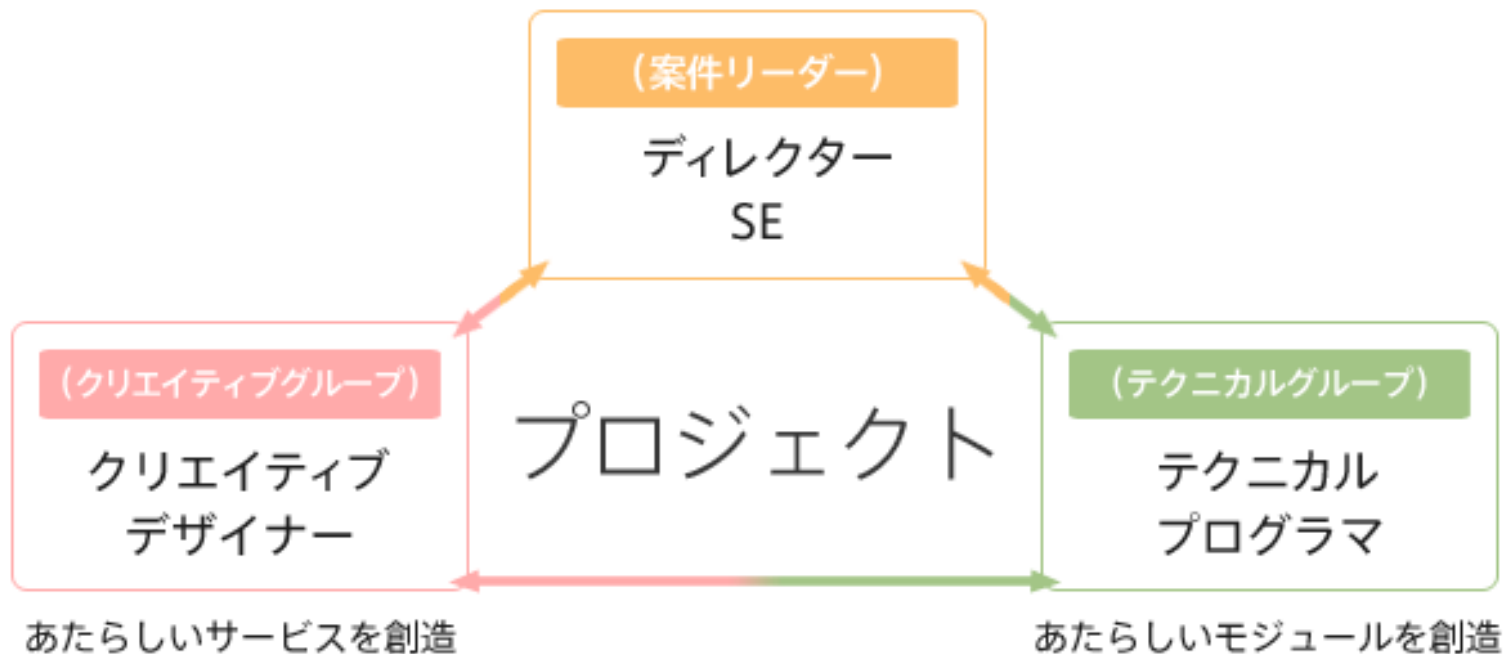 (案件リーダー)
ディレクター
SE
(クリエイティブグループ)
クリエイティブ
デザイナー
プロジェクト
(テクニカルグループ)
テクニカル
プログラマ
あたらしいサービスを創造
あたらしいモジュールを創造